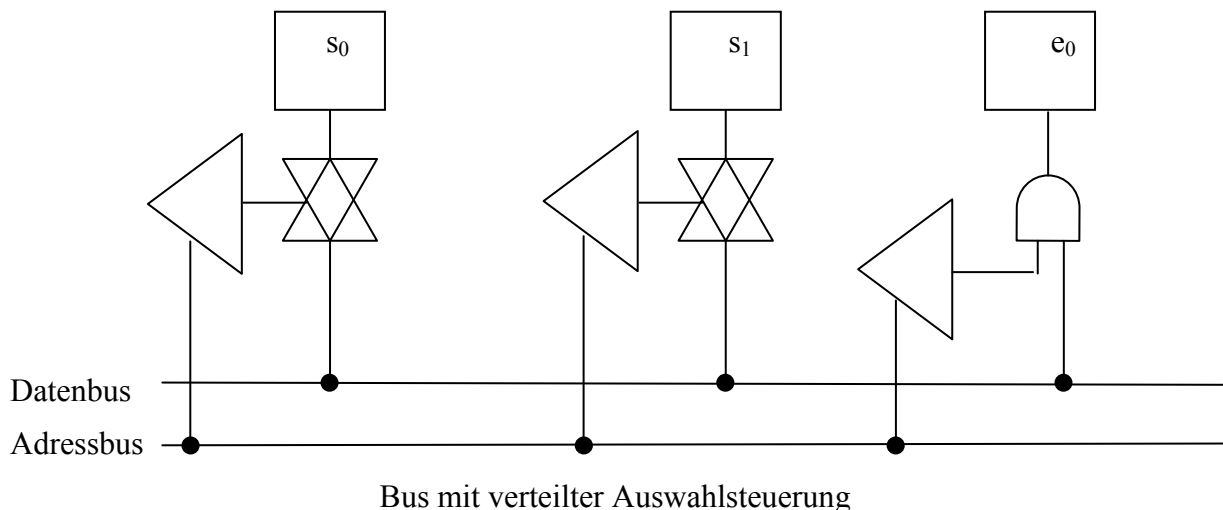 s₀ s₁ e₀
Datenbus
Adressbus
Bus mit verteilter Auswahlsteuerung